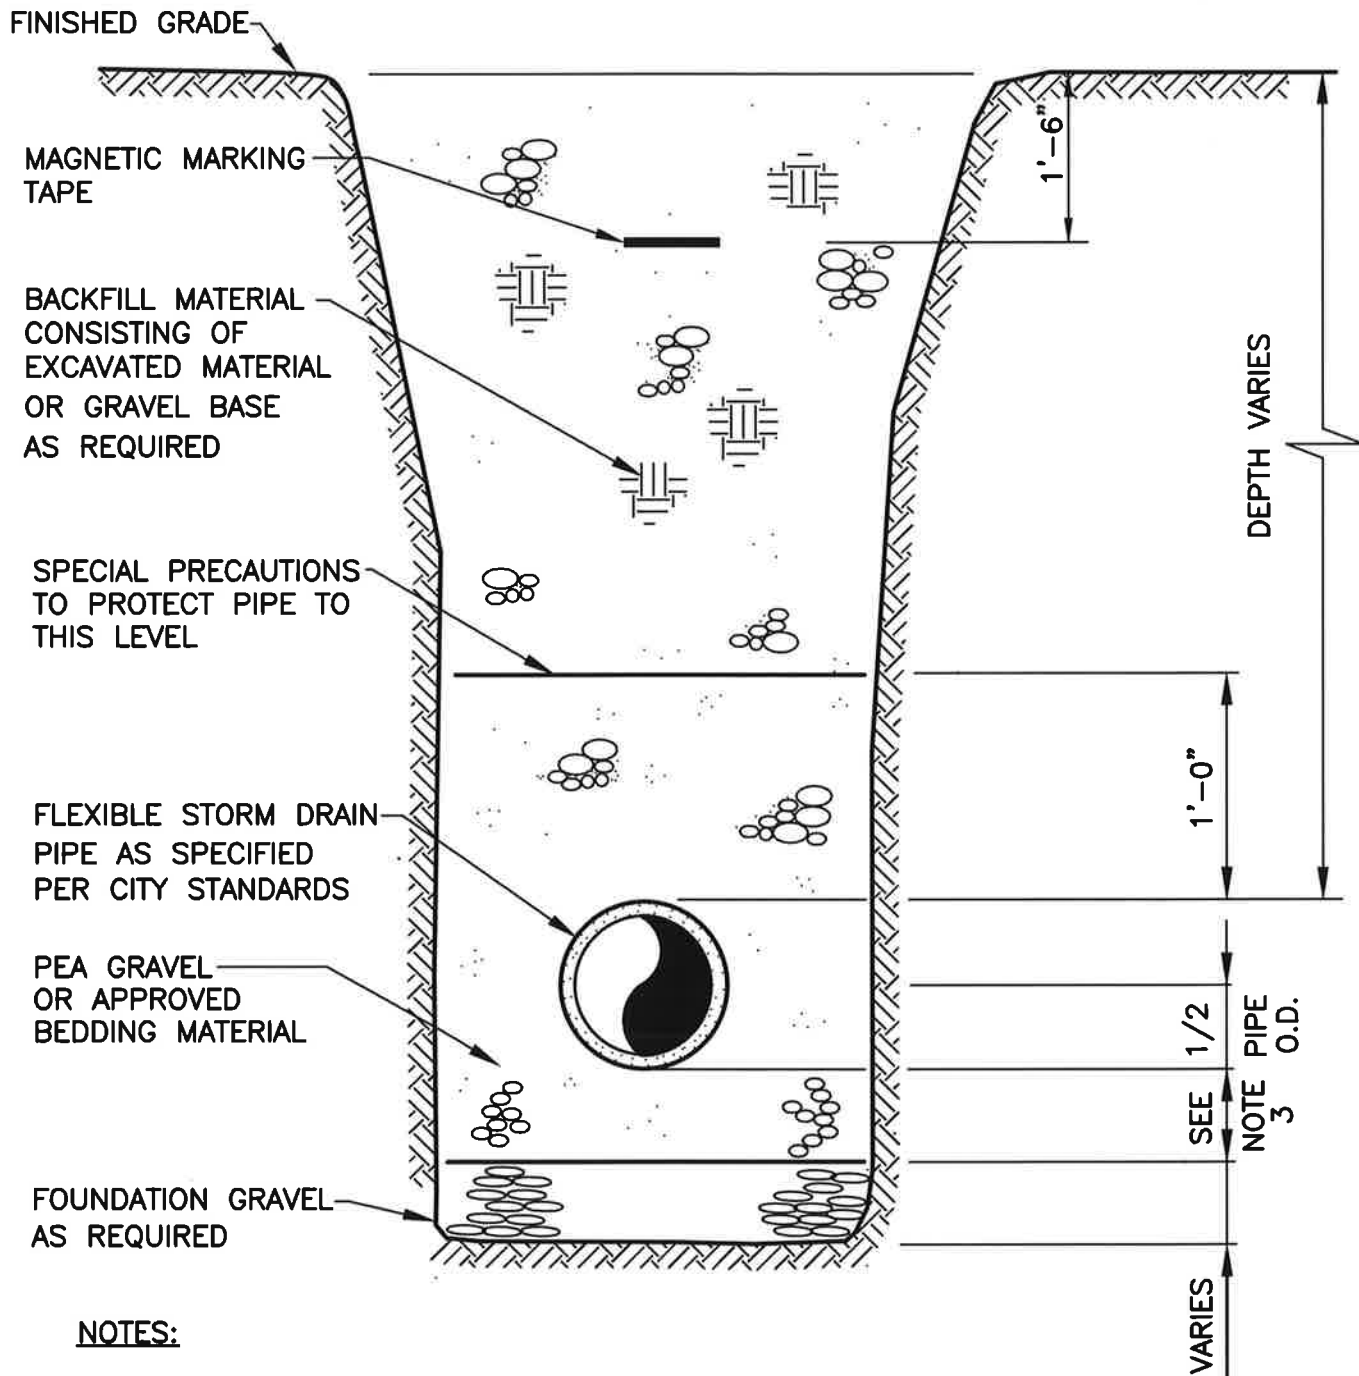 FINISHED GRADE
MAGNETIC MARKING
TAPE
BACKFILL MATERIAL
CONSISTING OF
EXCAVATED MATERIAL
OR GRAVEL BASE
AS REQUIRED
SPECIAL PRECAUTIONS
TO PROTECT PIPE TO
THIS LEVEL
FLEXIBLE STORM DRAIN
PIPE AS SPECIFIED
PER CITY STANDARDS
PEA GRAVEL
OR APPROVED
BEDDING MATERIAL
FOUNDATION GRAVEL
AS REQUIRED
1'-6"
DEPTH VARIES
1'-0"
1/2
PIPE
O.D.
SEE
NOTE
3
VARIES
NOTES: